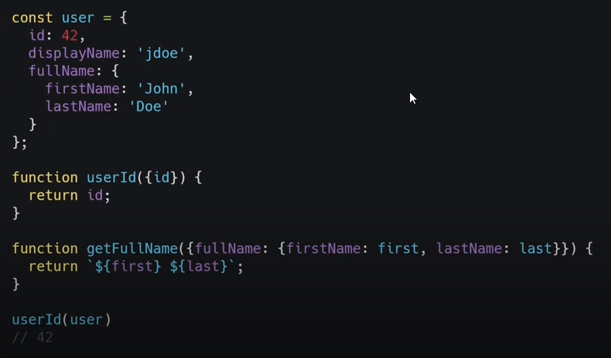 const user = {
  id: 42,
  displayName: 'jdoe',
  fullName: {
    firstName: 'John',
    lastName: 'Doe'
  }
};
function userId({id}) {
  return id;
}
function getFullName({fullName: {firstName: first, lastName: last}}) {
  return `${first} ${last}`;
}
userId(user)
// 42